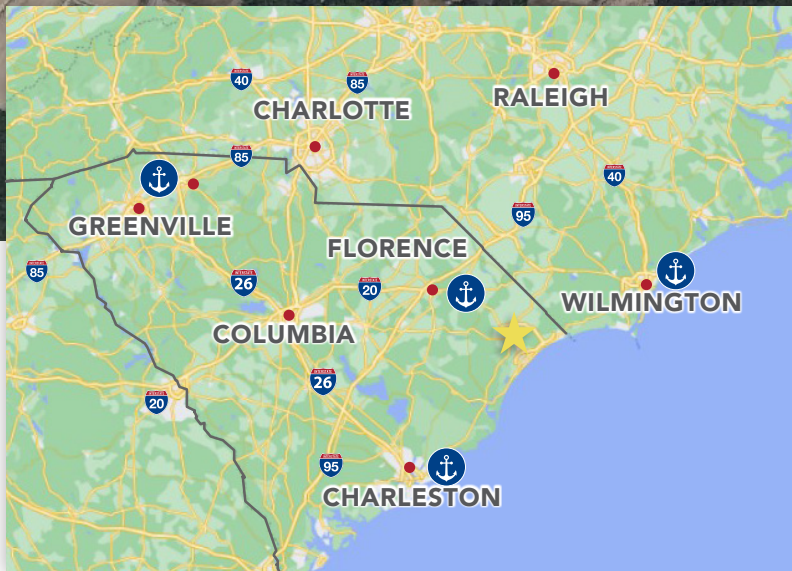 40
85
CHARLOTTE
RALEIGH
85
40
GREENVILLE
95
FLORENCE
85
26
20
WILMINGTON
COLUMBIA
26
20
95
CHARLESTON